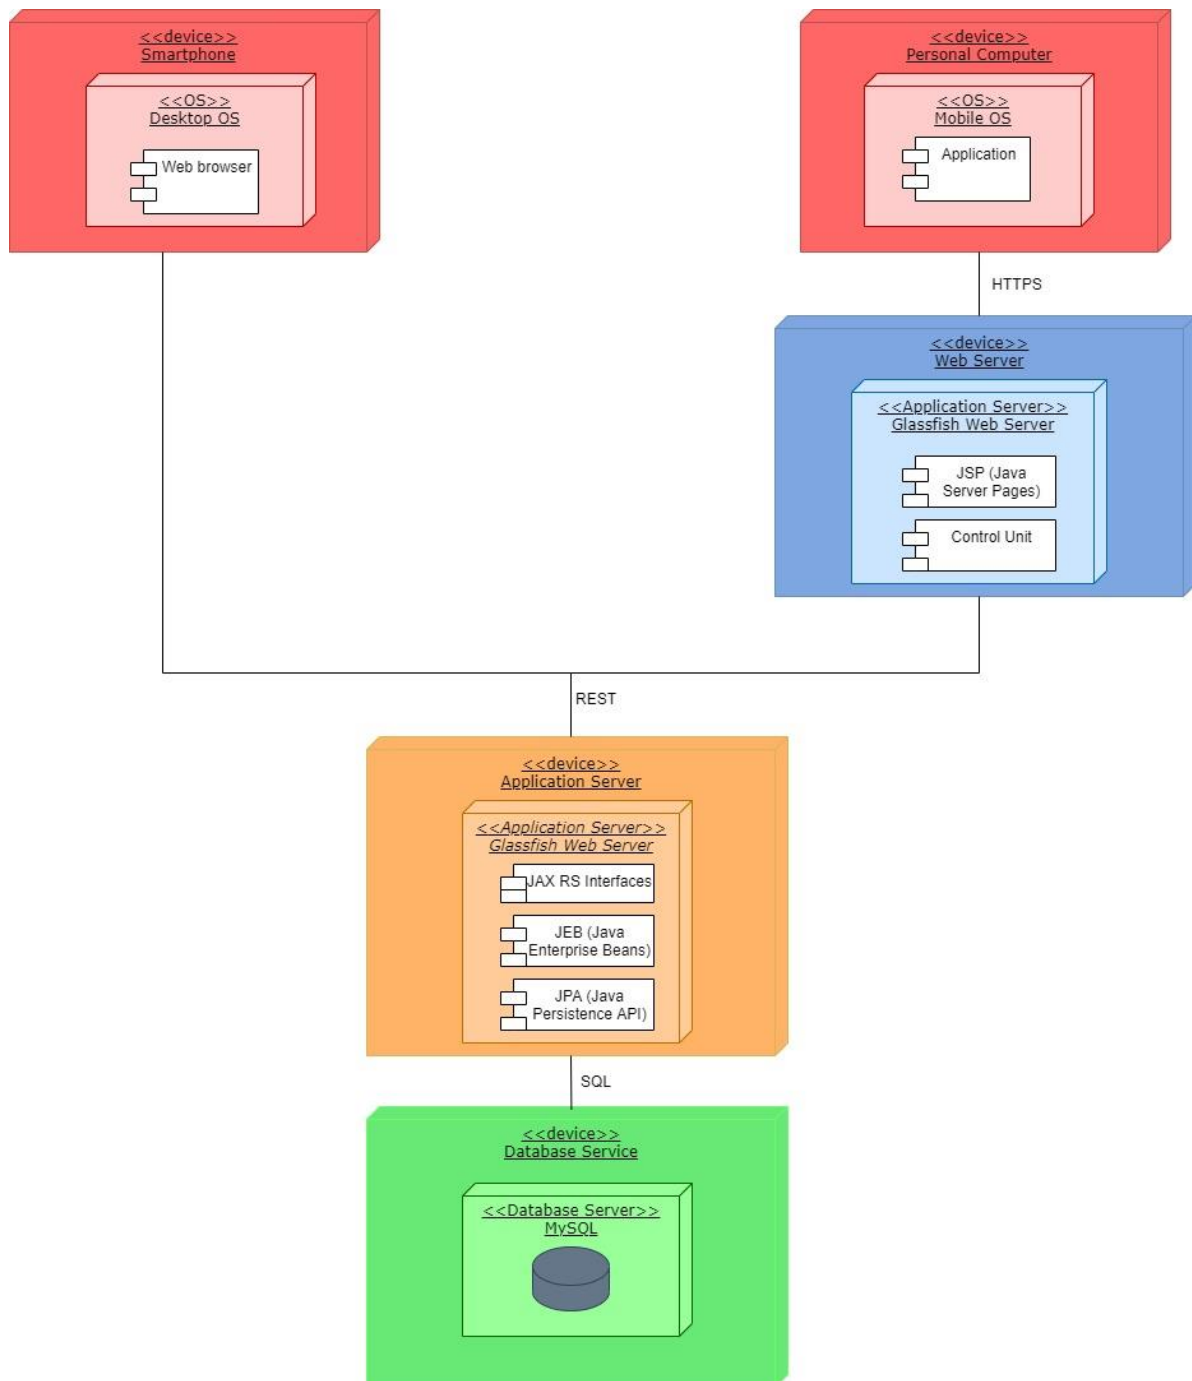 <<device>>
Smartphone
<<OS>>
Desktop OS
Web browser
<<device>>
Personal Computer
<<OS>>
Mobile OS
Application
HTTPS
<<device>>
Web Server
<<Application Server>>
Glassfish Web Server
JSP (Java
Server Pages)
Control Unit
REST
<<device>>
Application Server
<<Application Server>>
Glassfish Web Server
JAX RS Interfaces
JEB (Java
Enterprise Beans)
JPA (Java
Persistence API)
SQL
<<device>>
Database Service
<<Database Server>>
MySQL